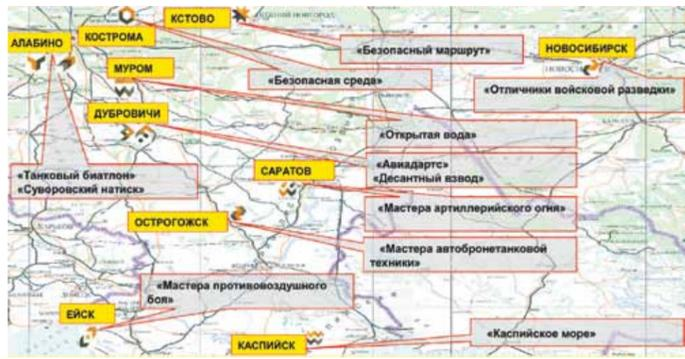 КСТОВО
КОСТРОМА
АЛАБИНО
«Безопасный маршрут»
НОВОСИБИРСК
МУРОМ
«Безопасная среда»
«Отличники войсковой разведки»
ДУБРОВИЧИ
«Открытая вода»
«Танковый биатлон»
«Суворовский натиск»
САРАТОВ
«Авиадартс»
«Десантный взвод»
«Мастера артиллерийского огня»
ОСТРОГОЖСК
«Мастера автобронетанковой
техники»
«Мастера противовоздушного
боя»
ЕЙСК
КАСПИЙСК
«Каспийское море»